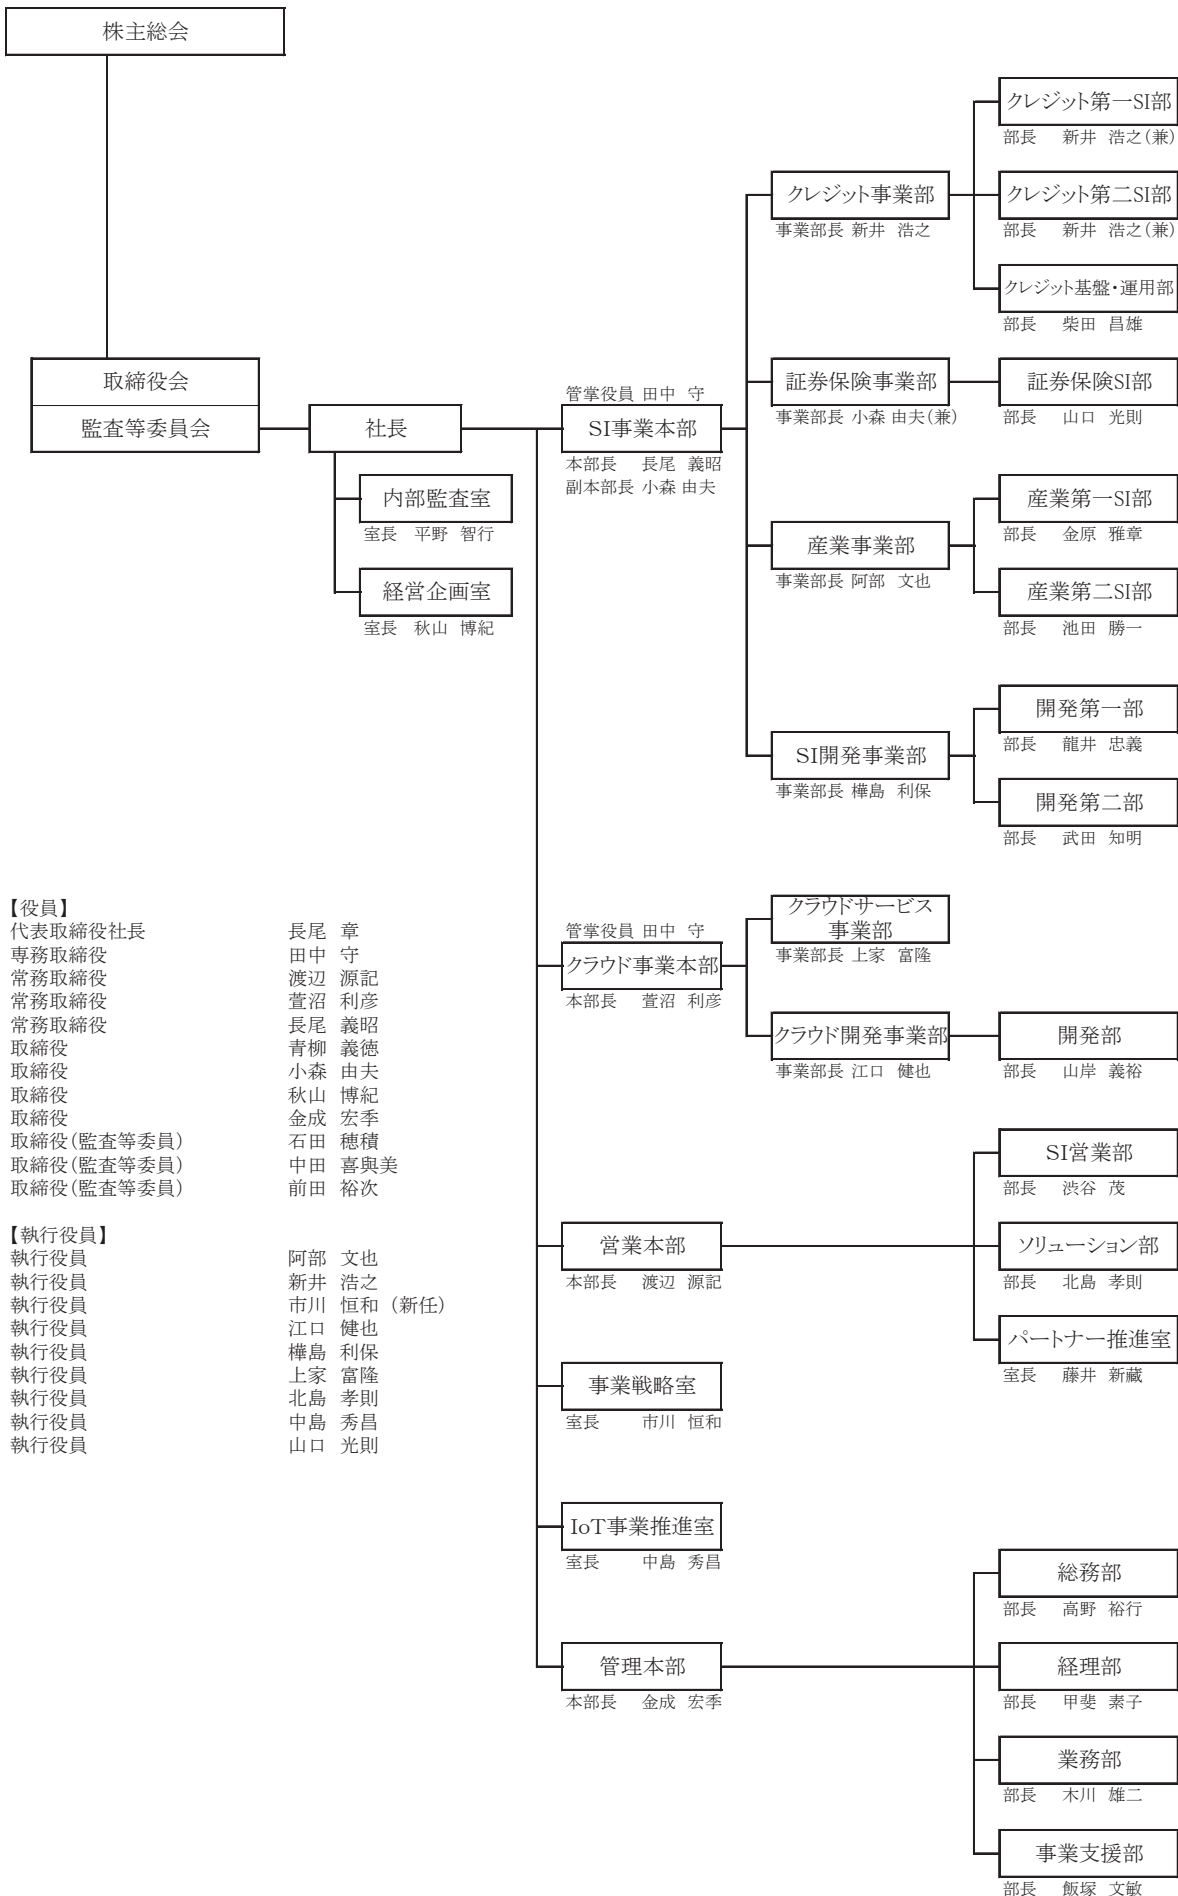 株主総会
取締役会
監査等委員会
社長
内部監査室
室長 平野 智行
経営企画室
室長 秋山 博紀
管掌役員 田中 守
SI事業本部
本部長 長尾 義昭
副本部長 小森 由夫
クレジット事業部
事業部長 新井 浩之
クレジット第一SI部
部長 新井 浩之(兼)
クレジット第二SI部
部長 新井 浩之(兼)
クレジット基盤・運用部
部長 柴田 昌雄
証券保険事業部
事業部長 小森 由夫(兼)
証券保険SI部
部長 山口 光則
産業事業部
事業部長 阿部 文也
産業第一SI部
部長 金原 雅章
産業第二SI部
部長 池田 勝一
SI開発事業部
事業部長 樺島 利保
開発第一部
部長 龍井 忠義
開発第二部
部長 武田 知明
管掌役員 田中 守
クラウド事業本部
本部長 萱沼 利彦
クラウドサービス
事業部
事業部長 上家 富隆
クラウド開発事業部
事業部長 江口 健也
開発部
部長 山岸 義裕
営業本部
本部長 渡辺 源記
SI営業部
部長 渋谷 茂
ソリューション部
部長 北島 孝則
パートナー推進室
室長 藤井 新藏
事業戦略室
室長 市川 恒和
IoT事業推進室
室長 中島 秀昌
管理本部
本部長 金成 宏季
総務部
部長 高野 裕行
経理部
部長 甲斐 素子
業務部
部長 木川 雄二
事業支援部
部長 飯塚 文敏
【役員】
代表取締役社長 長尾 章
専務取締役 田中 守
常務取締役 渡辺 源記
常務取締役 萱沼 利彦
常務取締役 長尾 義昭
取締役 青柳 義徳
取締役 小森 由夫
取締役 秋山 博紀
取締役 金成 宏季
取締役(監査等委員) 石田 穂積
取締役(監査等委員) 中田 喜與美
取締役(監査等委員) 前田 裕次
【執行役員】
執行役員 阿部 文也
執行役員 新井 浩之
執行役員 市川 恒和 (新任)
執行役員 江口 健也
執行役員 樺島 利保
執行役員 上家 富隆
執行役員 北島 孝則
執行役員 中島 秀昌
執行役員 山口 光則